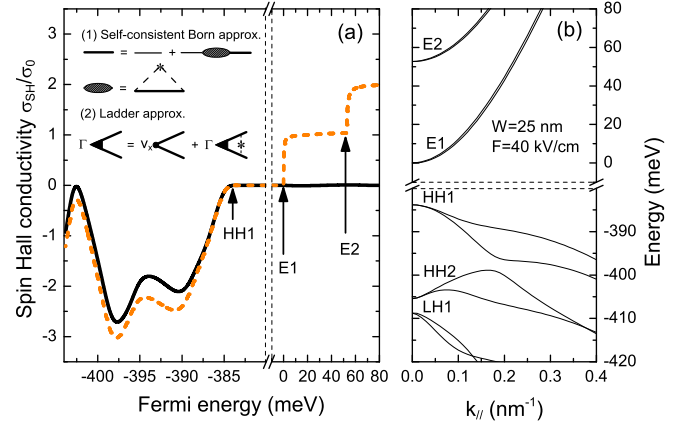 (1) Self-consistent Born approx.
(a)
= +
=
(2) Ladder approx.
Γ = vₓ + Γ
HH1
E1
E2
Spin Hall conductivity σSH/σ0
2
1
0
-1
-2
-3
-400 -395 -390 -385 0 20 40 60 80
Fermi energy (meV)
(b)
E2
E1
W=25 nm
F=40 kV/cm
HH1
HH2
LH1
80
60
40
20
0
-390
-400
-410
-420
Energy (meV)
0.0 0.1 0.2 0.3 0.4
k// (nm⁻¹)